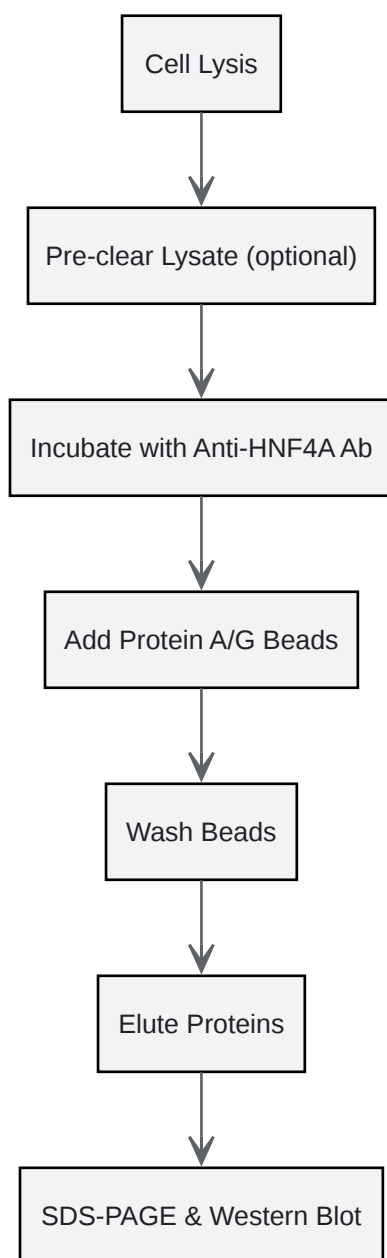 Cell Lysis
Pre-clear Lysate (optional)
Incubate with Anti-HNF4A Ab
Add Protein A/G Beads
Wash Beads
Elute Proteins
SDS-PAGE & Western Blot